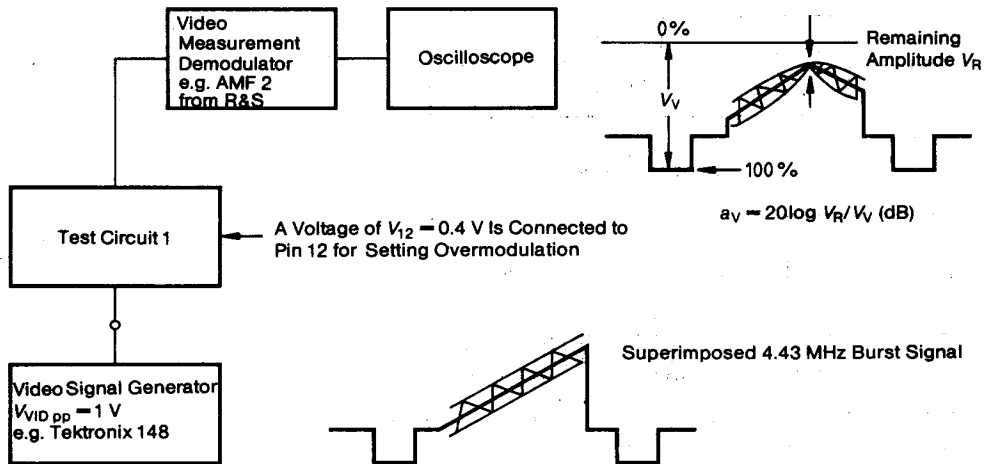 Video
Measurement
Demodulator
e.g. AMF 2
from R&S
Oscilloscope
0%
Remaining
Amplitude V_R
V_V
100%
a_V = 20log V_R/V_V (dB)
Test Circuit 1
A Voltage of V_12 = 0.4 V Is Connected to
Pin 12 for Setting Overmodulation
Superimposed 4.43 MHz Burst Signal
Video Signal Generator
V_VID pp = 1 V
e.g. Tektronix 148